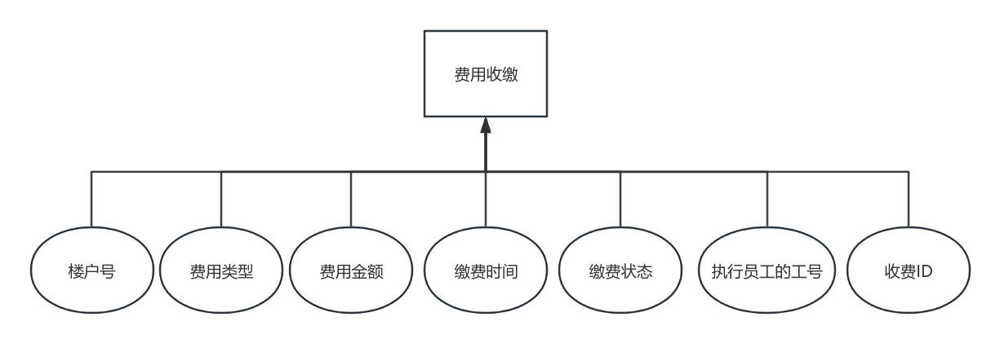 费用收缴
楼户号
费用类型
费用金额
缴费时间
缴费状态
执行员工的工号
收费ID